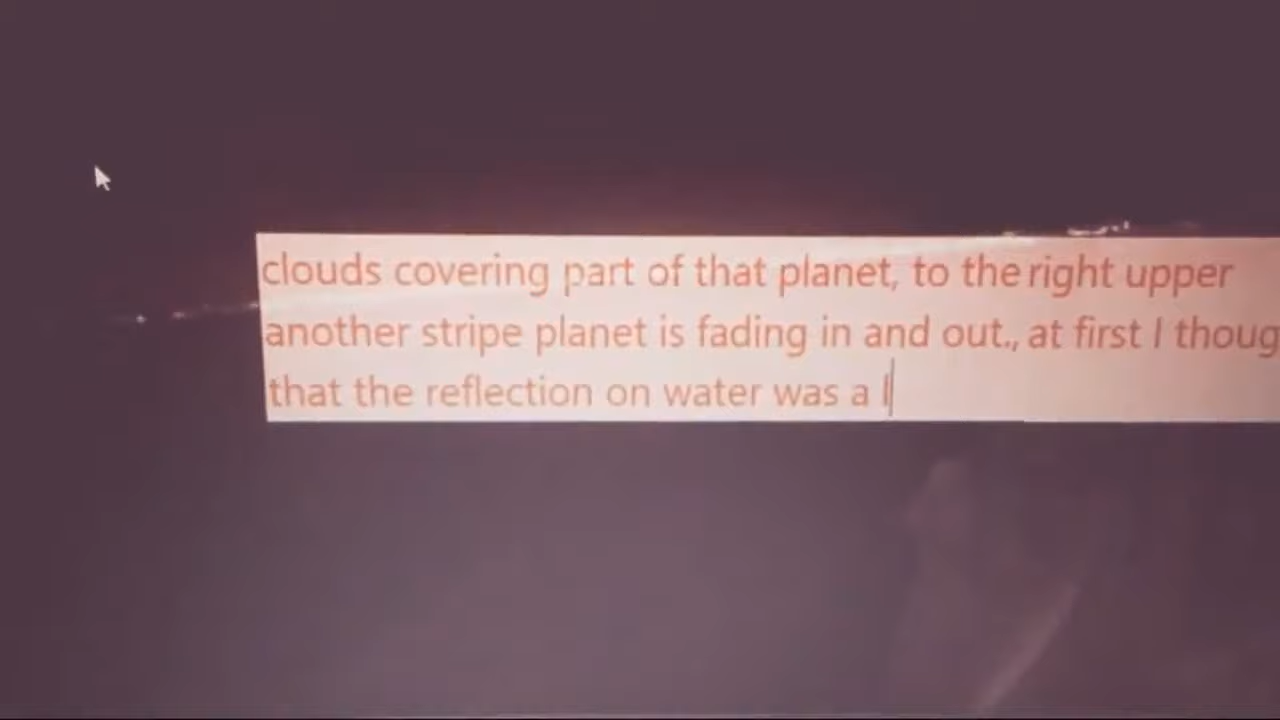 clouds covering part of that planet, to the right upper
another stripe planet is fading in and out., at first I thoug
that the reflection on water was a l